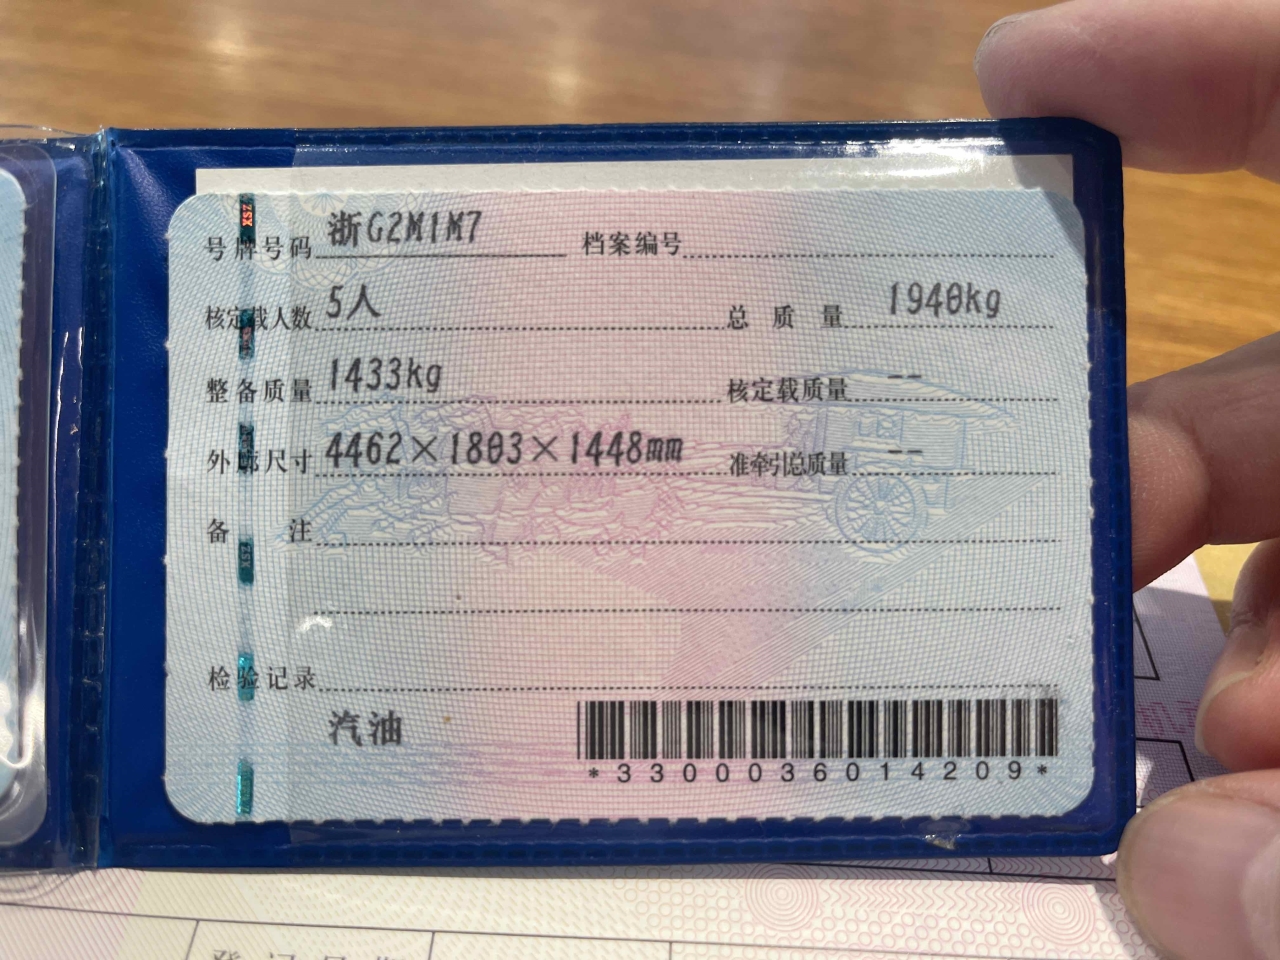 号牌号码 浙G2M1M7 档案编号
核定载人数 5人 总质量 1940kg
整备质量 1433kg 核定载质量 --
外廓尺寸 4462×1803×1448mm 准牵引总质量 --
备注
检验记录
汽油
*3300036014209*
XSZ
XSZ